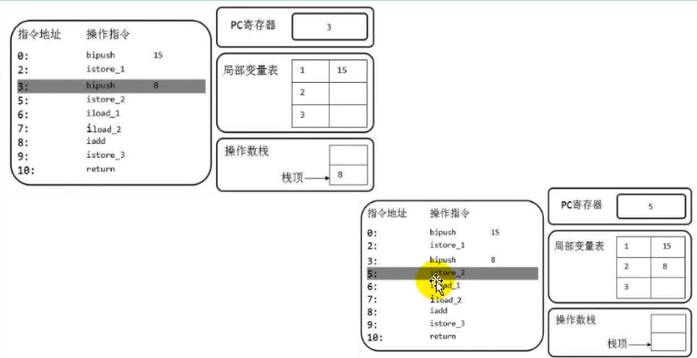 指令地址 操作指令
0: bipush 15
2: istore_1
3: bipush 8
5: istore_2
6: iload_1
7: iload_2
8: iadd
9: istore_3
10: return
PC寄存器 3
局部变量表 1 15
2
3
操作数栈
栈顶 8
指令地址 操作指令
0: bipush 15
2: istore_1
3: bipush 8
5: istore_2
6: iload_1
7: iload_2
8: iadd
9: istore_3
10: return
PC寄存器 5
局部变量表 1 15
2 8
3
操作数栈
栈顶